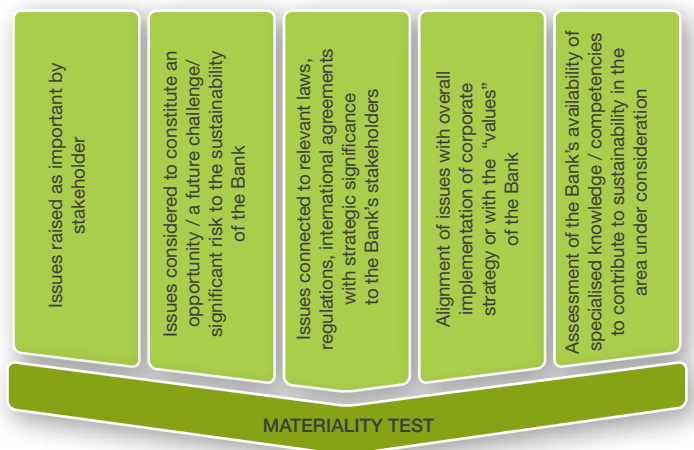 Issues raised as important by
stakeholder
Issues considered to constitute an
opportunity / a future challenge/
significant risk to the sustainability
of the Bank
Issues connected to relevant laws,
regulations, international agreements
with strategic significance
to the Bank's stakeholders
Alignment of issues with overall
implementation of corporate
strategy or with the “values”
of the Bank
Assessment of the Bank's availability of
specialised knowledge / competencies
to contribute to sustainability in the
area under consideration
MATERIALITY TEST